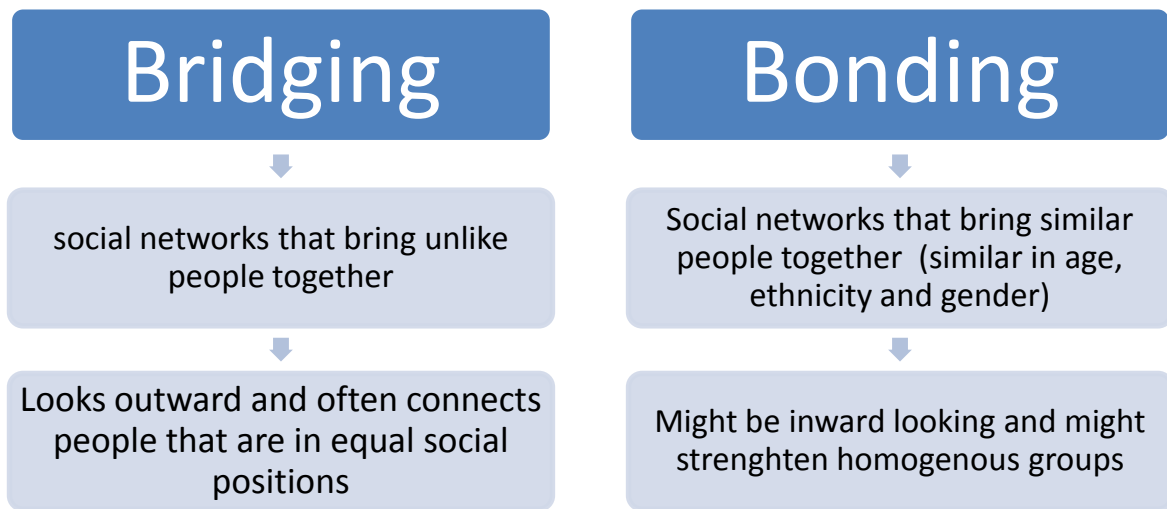 Bridging
social networks that bring unlike
people together
Looks outward and often connects
people that are in equal social
positions
Bonding
Social networks that bring similar
people together  (similar in age,
ethnicity and gender)
Might be inward looking and might
strenghten homogenous groups